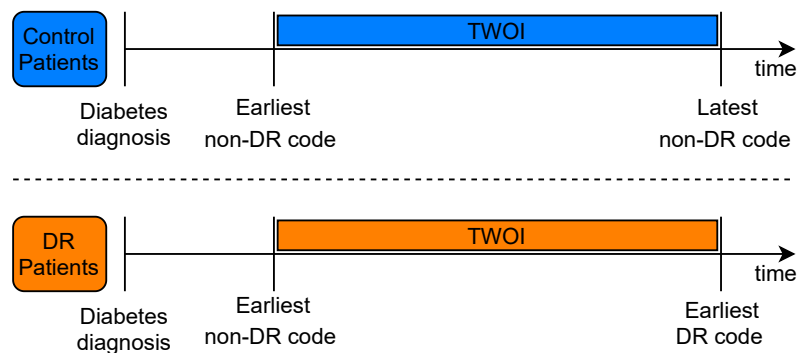 Control
Patients
TWOI
time
Diabetes
diagnosis
Earliest
non-DR code
Latest
non-DR code
DR
Patients
TWOI
time
Diabetes
diagnosis
Earliest
non-DR code
Earliest
DR code